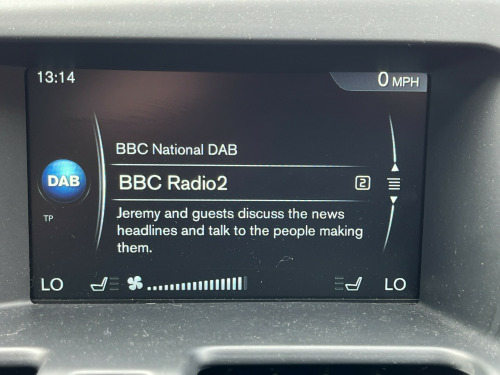 13:14
0 MPH
BBC National DAB
DAB
BBC Radio2
2
TP
Jeremy and guests discuss the news
headlines and talk to the people making
them.
LO
LO